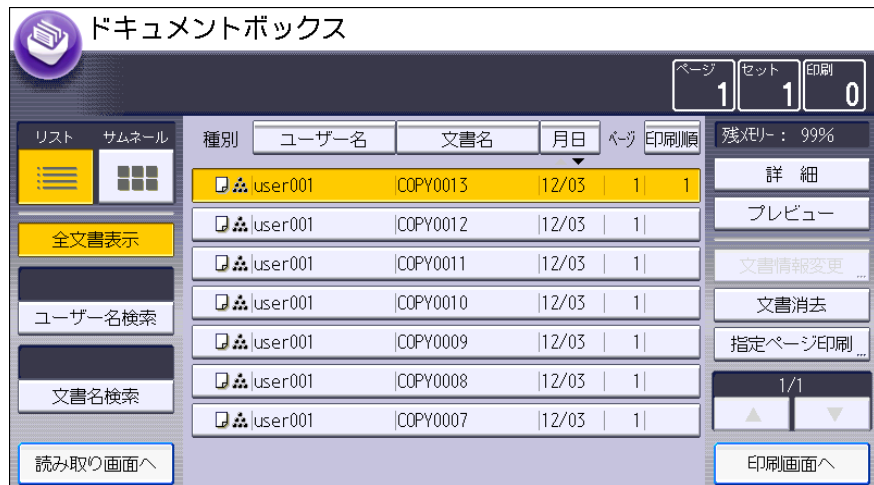 ドキュメントボックス
ページ セット 印刷
1 1 0
リスト サムネール
種別 ユーザー名 文書名 月日 ページ 印刷順
残メモリー： 99%
user001 COPY0013 12/03 1 1
詳 細
user001 COPY0012 12/03 1
プレビュー
全文書表示
user001 COPY0011 12/03 1
文書情報変更
user001 COPY0010 12/03 1
文書消去
ユーザー名検索
user001 COPY0009 12/03 1
指定ページ印刷
user001 COPY0008 12/03 1
1/1
文書名検索
user001 COPY0007 12/03 1
読み取り画面へ
印刷画面へ